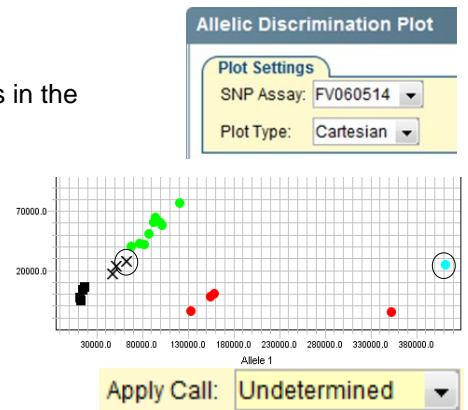 Allelic Discrimination Plot
Plot Settings
s in the
SNP Assay: FV060514
Plot Type: Cartesian
70000.0
20000.0
30000.0 80000.0 130000.0 180000.0 230000.0 280000.0 330000.0 380000.0
Allele 1
Apply Call: Undetermined